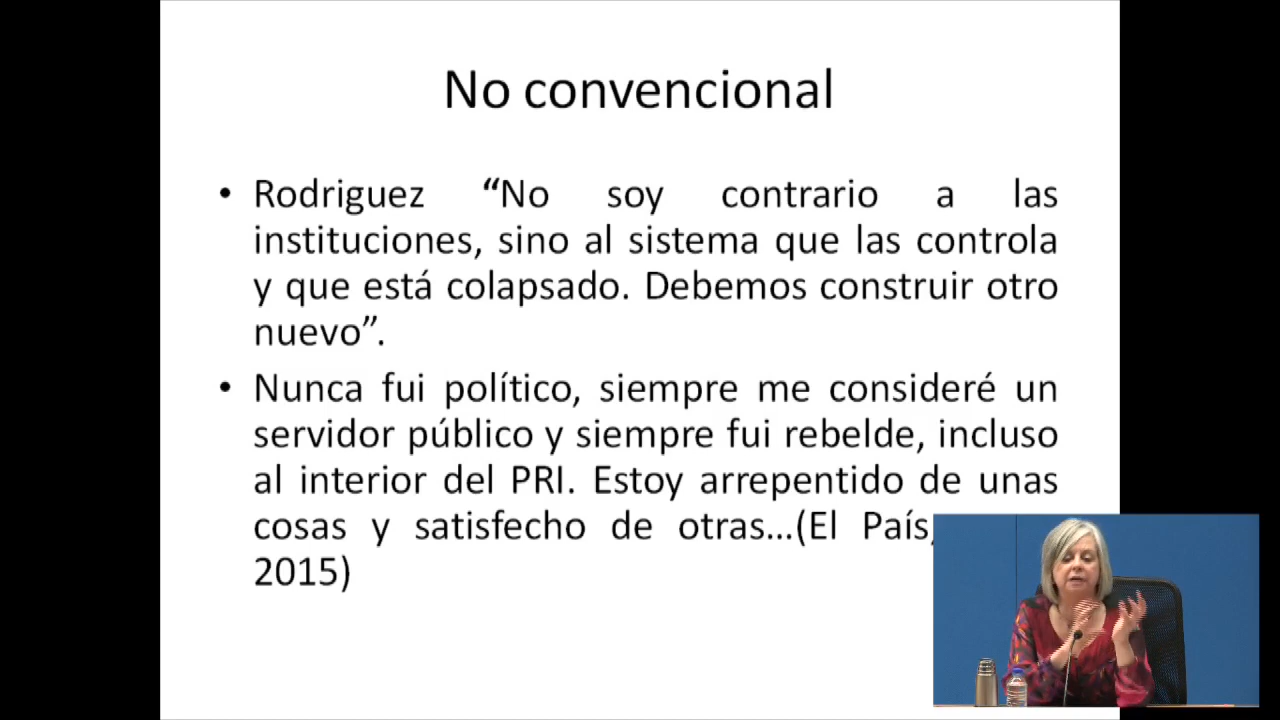 No convencional
• Rodriguez “No soy contrario a las
instituciones, sino al sistema que las controla
y que está colapsado. Debemos construir otro
nuevo”.
• Nunca fui político, siempre me consideré un
servidor público y siempre fui rebelde, incluso
al interior del PRI. Estoy arrepentido de unas
cosas y satisfecho de otras…(El País,
2015)